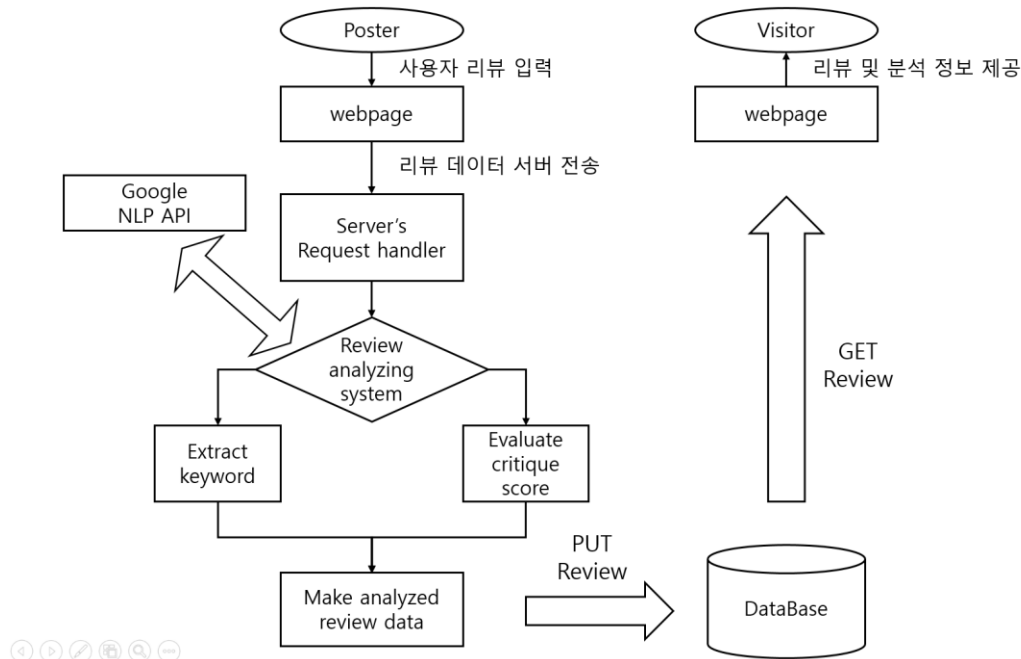 Poster
사용자 리뷰 입력
webpage
리뷰 데이터 서버 전송
Google
NLP API
Server's
Request handler
Review
analyzing
system
Extract
keyword
Evaluate
critique
score
Make analyzed
review data
PUT
Review
DataBase
GET
Review
Visitor
리뷰 및 분석 정보 제공
webpage